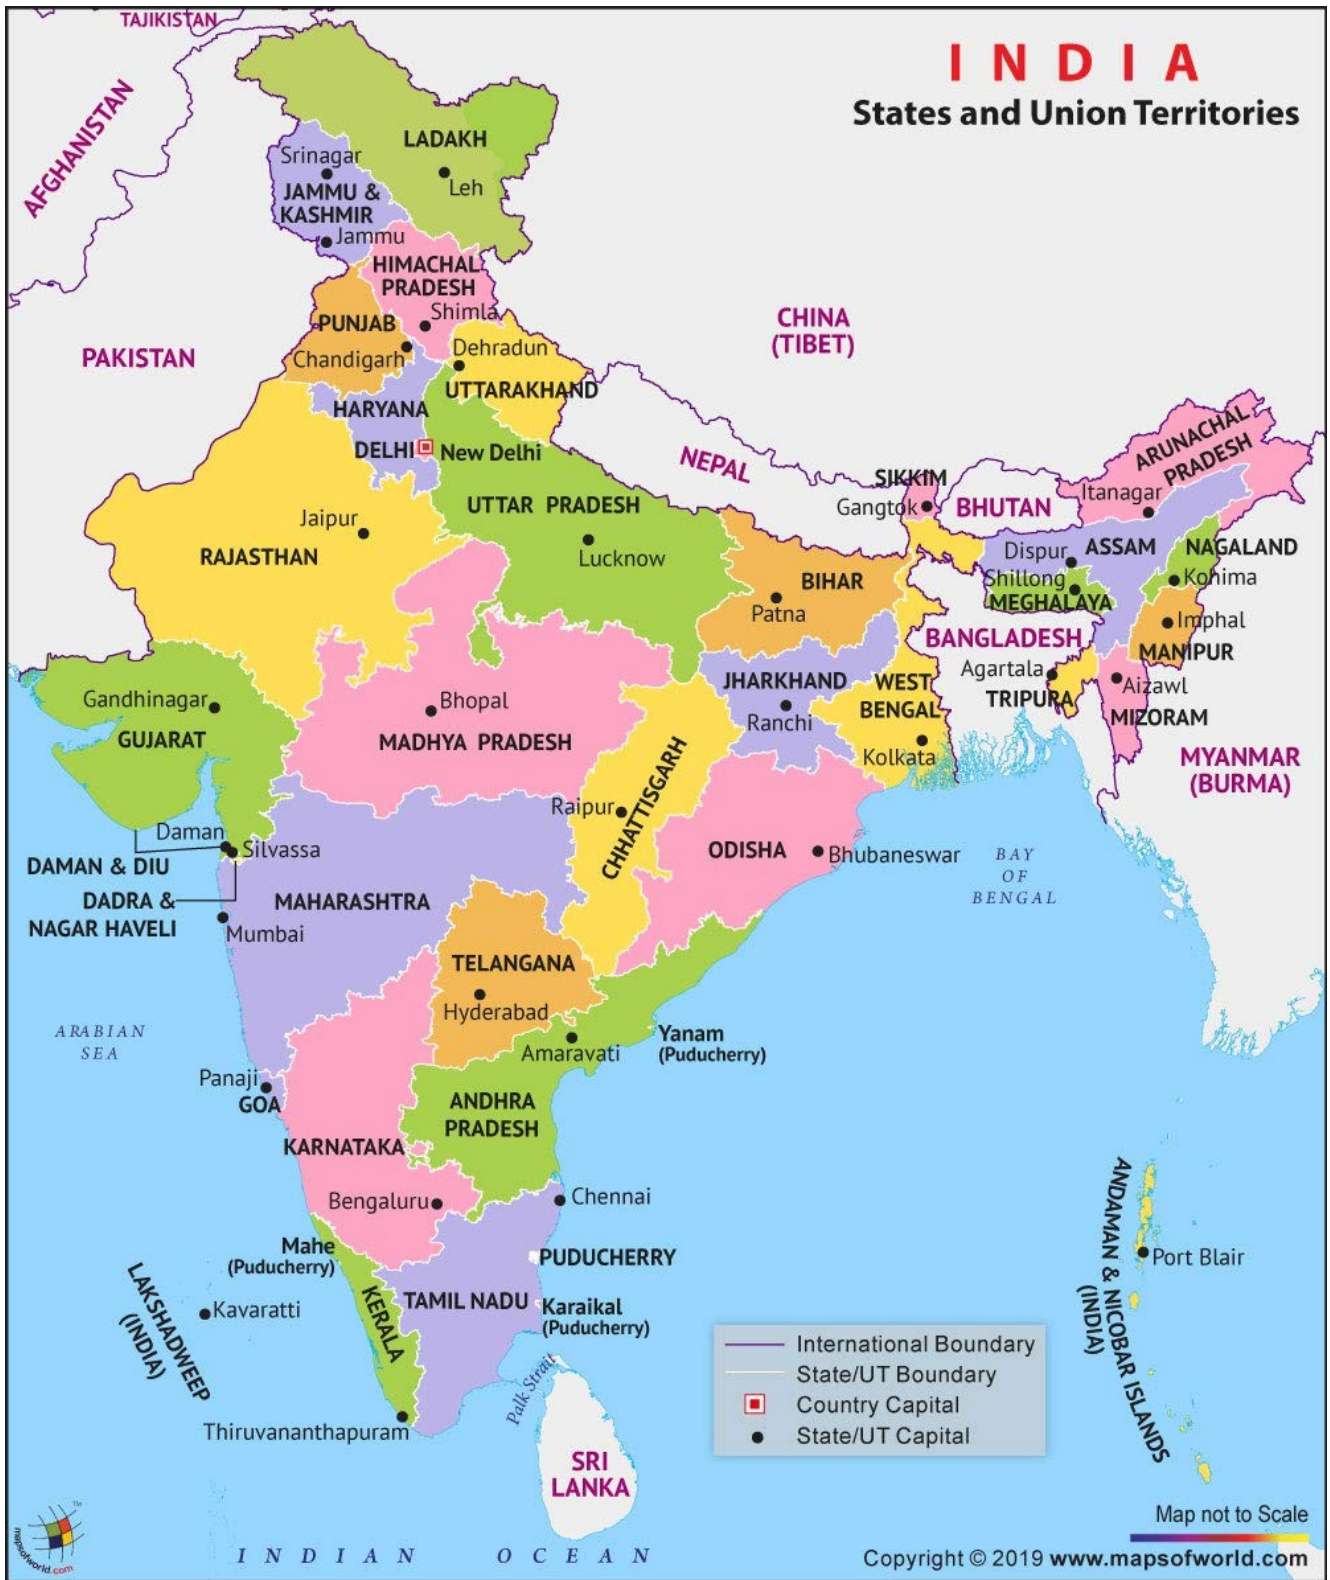 TAJIKISTAN
INDIA
States and Union Territories
AFGHANISTAN
LADAKH
Leh
Srinagar
JAMMU &
KASHMIR
Jammu
HIMACHAL
PRADESH
Shimla
PUNJAB
Chandigarh
CHINA
(TIBET)
PAKISTAN
Dehradun
UTTARAKHAND
HARYANA
DELHI
New Delhi
NEPAL
SIKKIM
Gangtok
BHUTAN
ARUNACHAL
PRADESH
Itanagar
UTTAR PRADESH
Lucknow
Jaipur
RAJASTHAN
BIHAR
Patna
Dispur
ASSAM
NAGALAND
Shillong
MEGHALAYA
Kohima
Imphal
MANIPUR
BANGLADESH
Agartala
TRIPURA
Aizawl
MIZORAM
MYANMAR
(BURMA)
JHARKHAND
Ranchi
WEST
BENGAL
Kolkata
Gandhinagar
GUJARAT
Bhopal
MADHYA PRADESH
CHHATTISGARH
Raipur
ODISHA
Bhubaneswar
BAY
OF
BENGAL
Daman
Silvassa
DAMAN & DIU
DADRA &
NAGAR HAVELI
MAHARASHTRA
Mumbai
TELANGANA
Hyderabad
ARABIAN
SEA
Amaravati
Yanam
(Puducherry)
Panaji
GOA
ANDHRA
PRADESH
KARNATAKA
Bengaluru
Chennai
Mahe
(Puducherry)
PUDUCHERRY
KERALA
TAMIL NADU
Karaikal
(Puducherry)
LAKSHADWEEP
(INDIA)
Kavaratti
Thiruvananthapuram
Palk Strait
SRI
LANKA
ANDAMAN & NICOBAR ISLANDS
(INDIA)
Port Blair
International Boundary
State/UT Boundary
Country Capital
State/UT Capital
INDIAN OCEAN
Map not to Scale
Copyright © 2019 www.mapsofworld.com
mapsofworld.com
TM